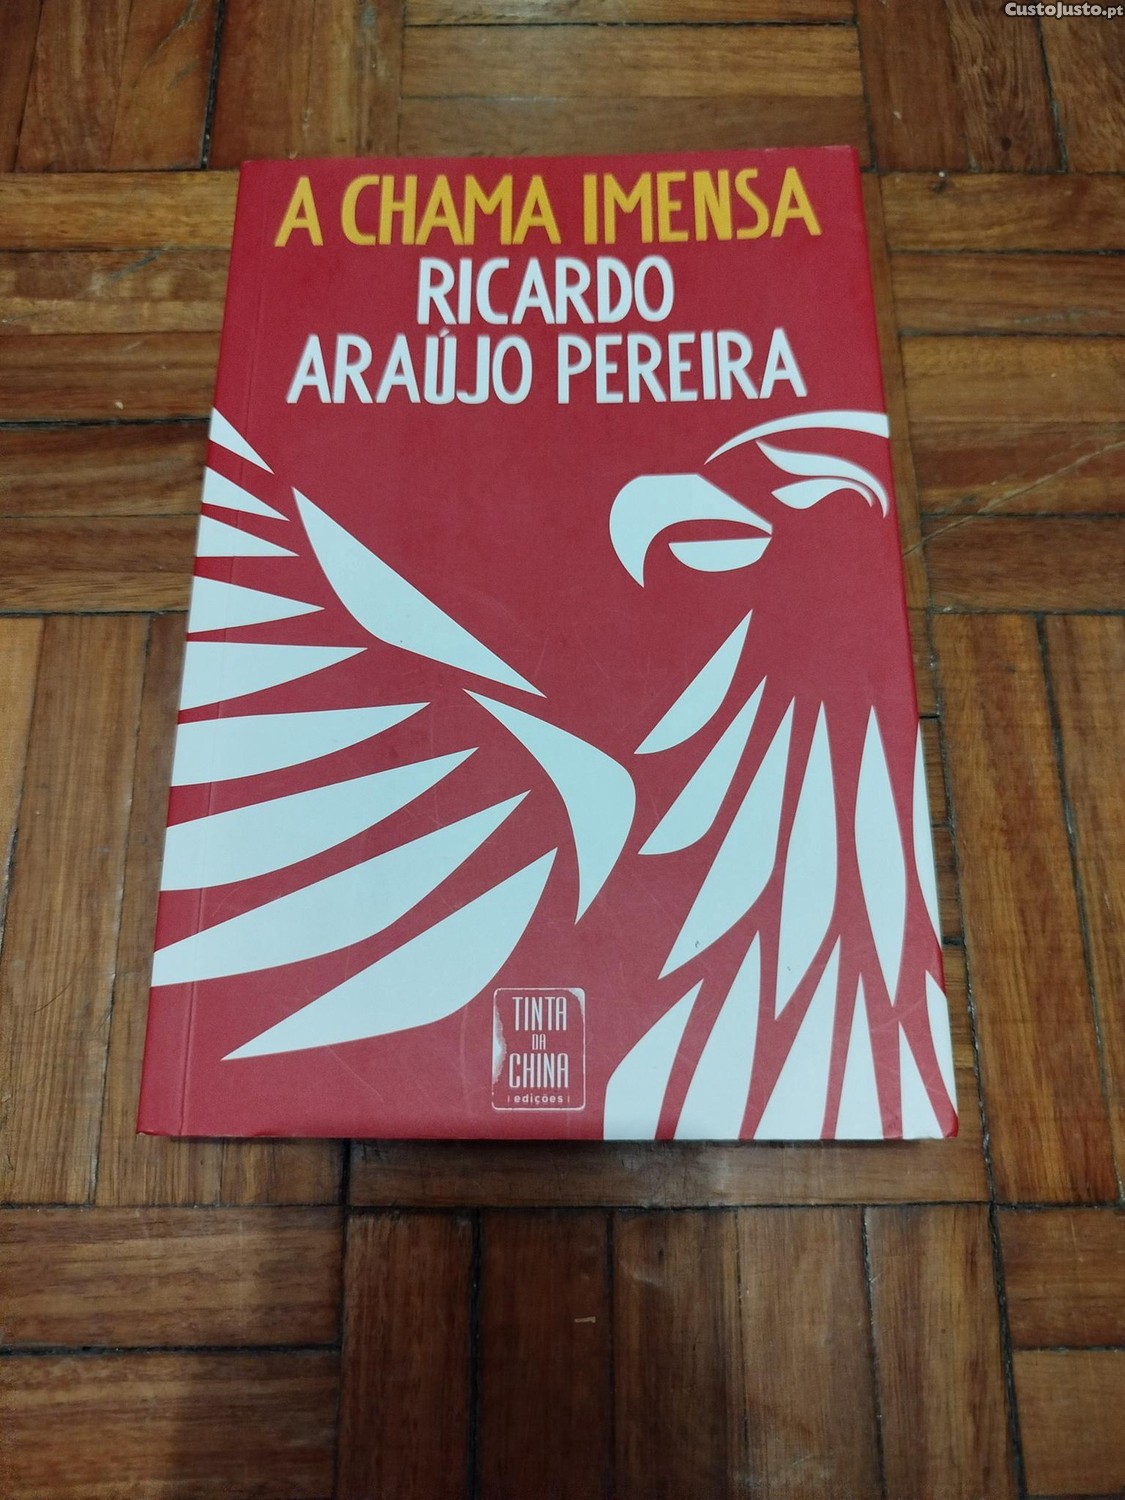 CustoJusto.pt
A CHAMA IMENSA
RICARDO
ARAÚJO PEREIRA
TINTA
DA
CHINA
edições